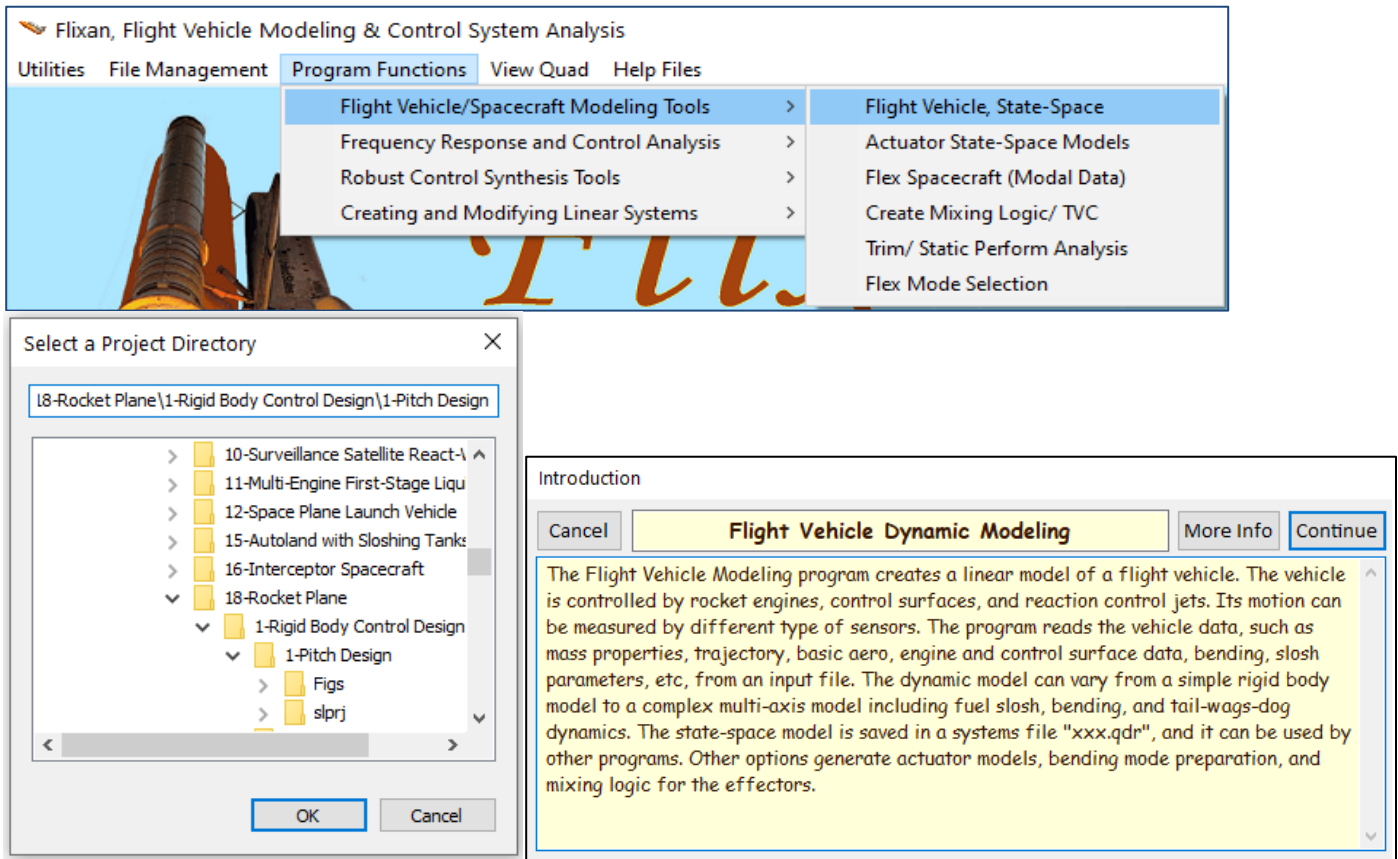 Flixan, Flight Vehicle Modeling & Control System Analysis
Utilities File Management Program Functions View Quad Help Files
Flight Vehicle/Spacecraft Modeling Tools >
Frequency Response and Control Analysis >
Robust Control Synthesis Tools >
Creating and Modifying Linear Systems >
Flight Vehicle, State-Space
Actuator State-Space Models
Flex Spacecraft (Modal Data)
Create Mixing Logic/ TVC
Trim/ Static Perform Analysis
Flex Mode Selection
Select a Project Directory
18-Rocket Plane\1-Rigid Body Control Design\1-Pitch Design
10-Surveillance Satellite React-
11-Multi-Engine First-Stage Liqu
12-Space Plane Launch Vehicle
15-Autoland with Sloshing Tanks
16-Interceptor Spacecraft
18-Rocket Plane
1-Rigid Body Control Design
1-Pitch Design
Figs
slprj
OK Cancel
Introduction
Cancel Flight Vehicle Dynamic Modeling More Info Continue
The Flight Vehicle Modeling program creates a linear model of a flight vehicle. The vehicle
is controlled by rocket engines, control surfaces, and reaction control jets. Its motion can
be measured by different type of sensors. The program reads the vehicle data, such as
mass properties, trajectory, basic aero, engine and control surface data, bending, slosh
parameters, etc, from an input file. The dynamic model can vary from a simple rigid body
model to a complex multi-axis model including fuel slosh, bending, and tail-wags-dog
dynamics. The state-space model is saved in a systems file "xxx.qdr", and it can be used by
other programs. Other options generate actuator models, bending mode preparation, and
mixing logic for the effectors.